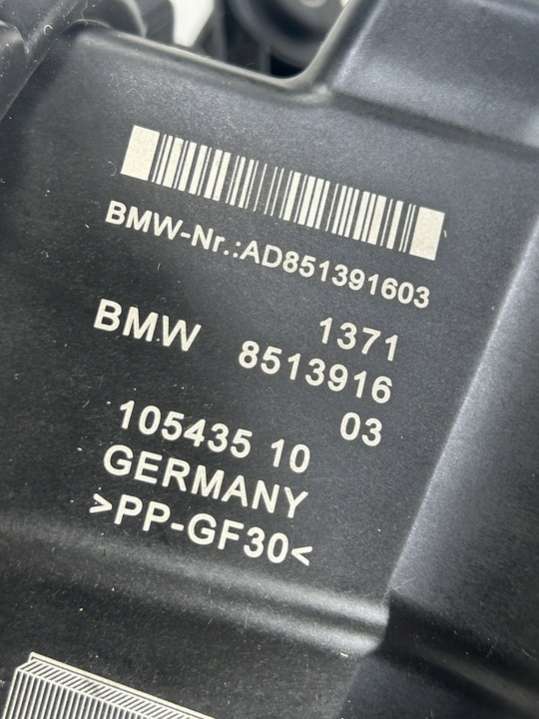 BMW-Nr.:AD851391603
1371
BMW 8513916
03
105435 10
GERMANY
>PP-GF30<